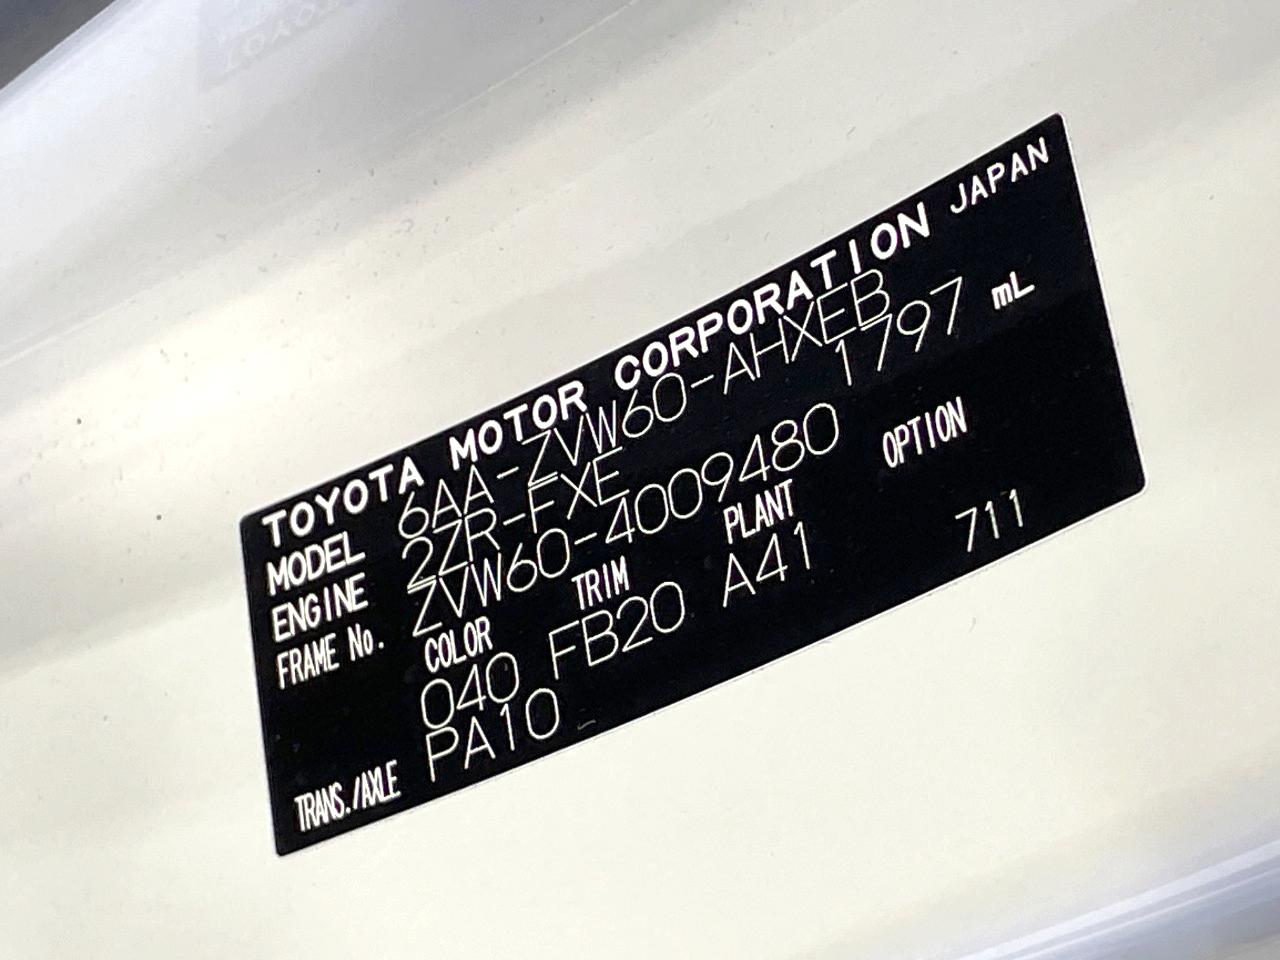 TOYOTA MOTOR CORPORATION JAPAN
MODEL 6AA-ZVW60-AHXEB
ENGINE 2ZR-FXE 1797 mL
FRAME No. ZVW60-4009480
COLOR TRIM PLANT OPTION
040 FB20 A41 711
TRANS./AXLE PA10